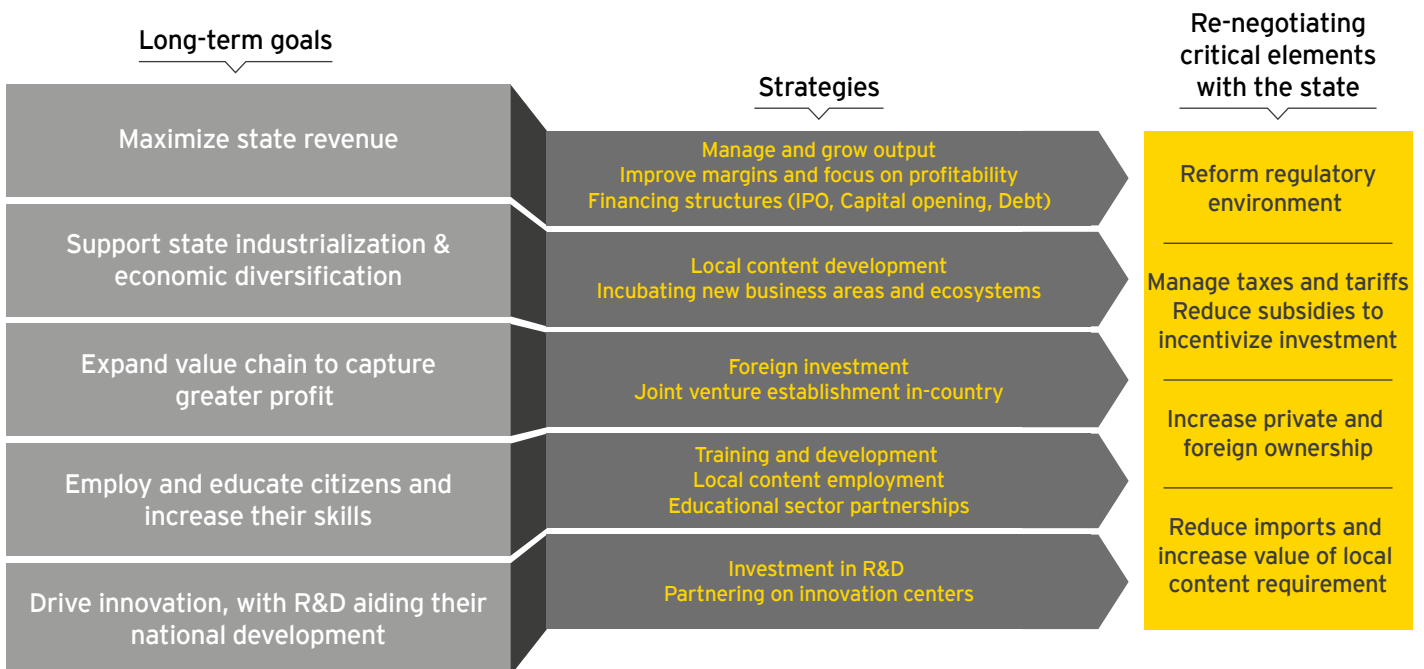 Long-term goals
Maximize state revenue
Support state industrialization &
economic diversification
Expand value chain to capture
greater profit
Employ and educate citizens and
increase their skills
Drive innovation, with R&D aiding their
national development
Strategies
Manage and grow output
Improve margins and focus on profitability
Financing structures (IPO, Capital opening, Debt)
Local content development
Incubating new business areas and ecosystems
Foreign investment
Joint venture establishment in-country
Training and development
Local content employment
Educational sector partnerships
Investment in R&D
Partnering on innovation centers
Re-negotiating
critical elements
with the state
Reform regulatory
environment
Manage taxes and tariffs
Reduce subsidies to
incentivize investment
Increase private and
foreign ownership
Reduce imports and
increase value of local
content requirement